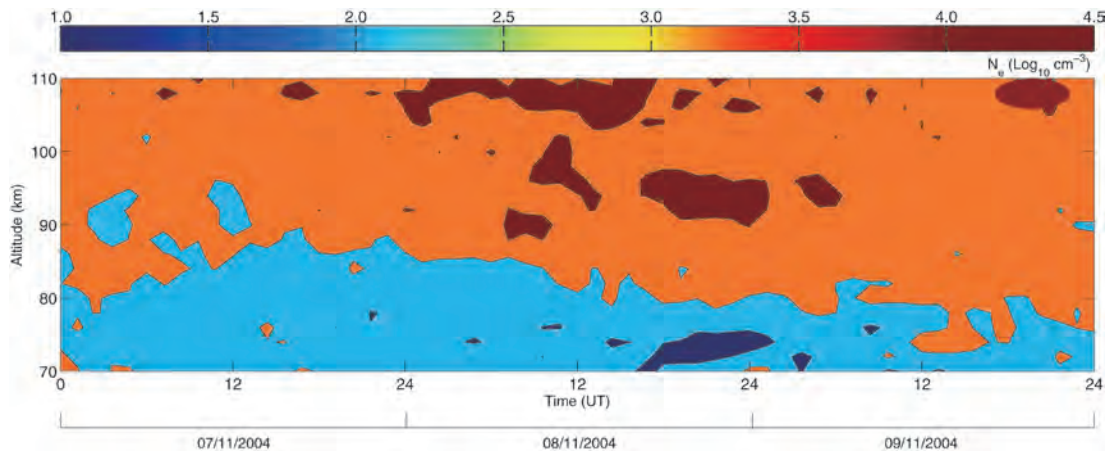 1.0 1.5 2.0 2.5 3.0 3.5 4.0 4.5
Nₑ (Log₁₀ cm⁻³)
110
100
90
80
70
Altitude (km)
0 12 24 12 24 12 24
Time (UT)
07/11/2004 08/11/2004 09/11/2004